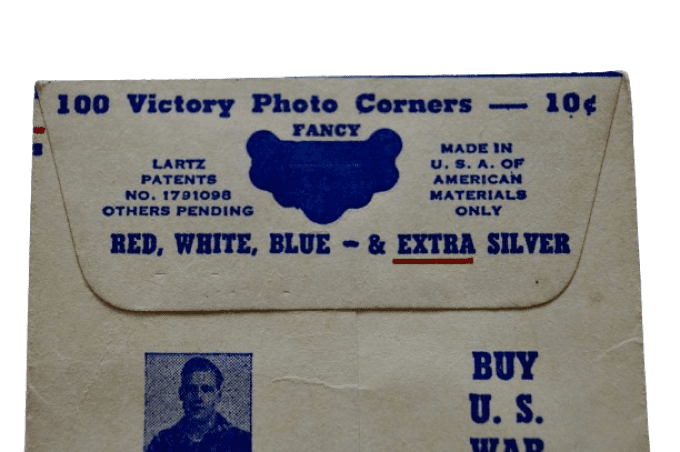 100 Victory Photo Corners — 10¢
FANCY
LARTZ
PATENTS
NO. 1791098
OTHERS PENDING
MADE IN
U. S. A. OF
AMERICAN
MATERIALS
ONLY
RED, WHITE, BLUE – & EXTRA SILVER
BUY
U. S.
WAR